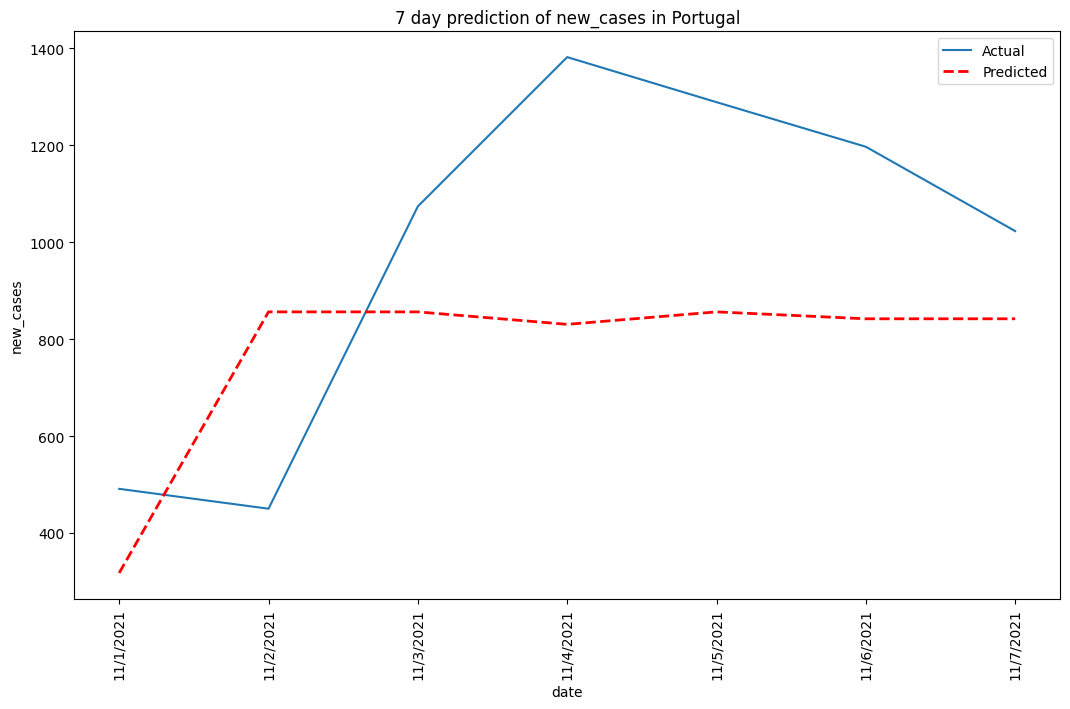 7 day prediction of new_cases in Portugal
Actual
Predicted
1400
1200
1000
800
600
400
new_cases
11/1/2021
11/2/2021
11/3/2021
11/4/2021
11/5/2021
11/6/2021
11/7/2021
date